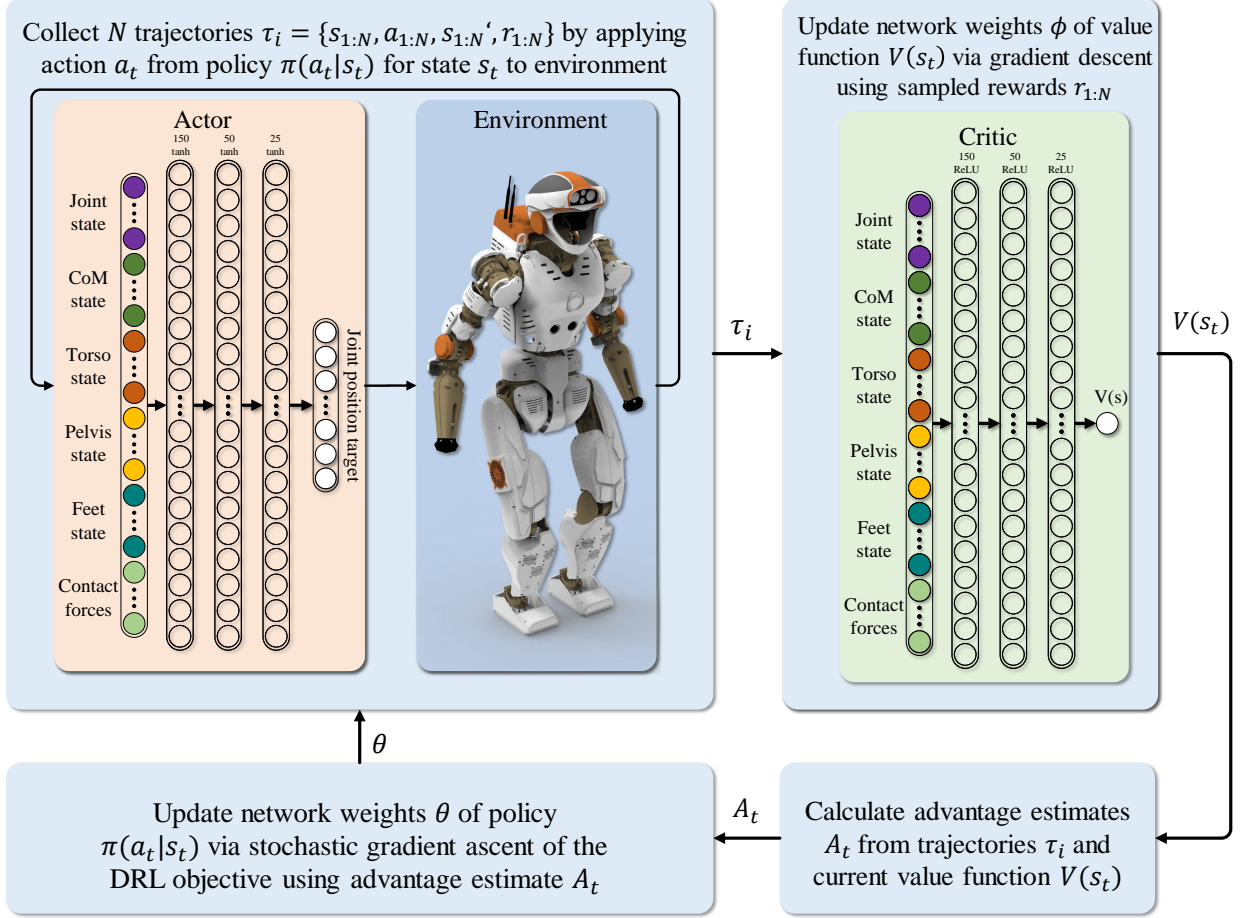 Collect N trajectories τᵢ = {s₁:N, a₁:N, s₁:N‘, r₁:N} by applying
action aₜ from policy π(aₜ|sₜ) for state sₜ to environment
Actor
150
tanh
50
tanh
25
tanh
Joint
state
CoM
state
Torso
state
Pelvis
state
Feet
state
Contact
forces
Joint position target
Environment
τᵢ
Update network weights ϕ of value
function V(sₜ) via gradient descent
using sampled rewards r₁:N
Critic
150
ReLU
50
ReLU
25
ReLU
Joint
state
CoM
state
Torso
state
Pelvis
state
Feet
state
Contact
forces
V(s)
V(sₜ)
θ
Update network weights θ of policy
π(aₜ|sₜ) via stochastic gradient ascent of the
DRL objective using advantage estimate Aₜ
Aₜ
Calculate advantage estimates
Aₜ from trajectories τᵢ and
current value function V(sₜ)